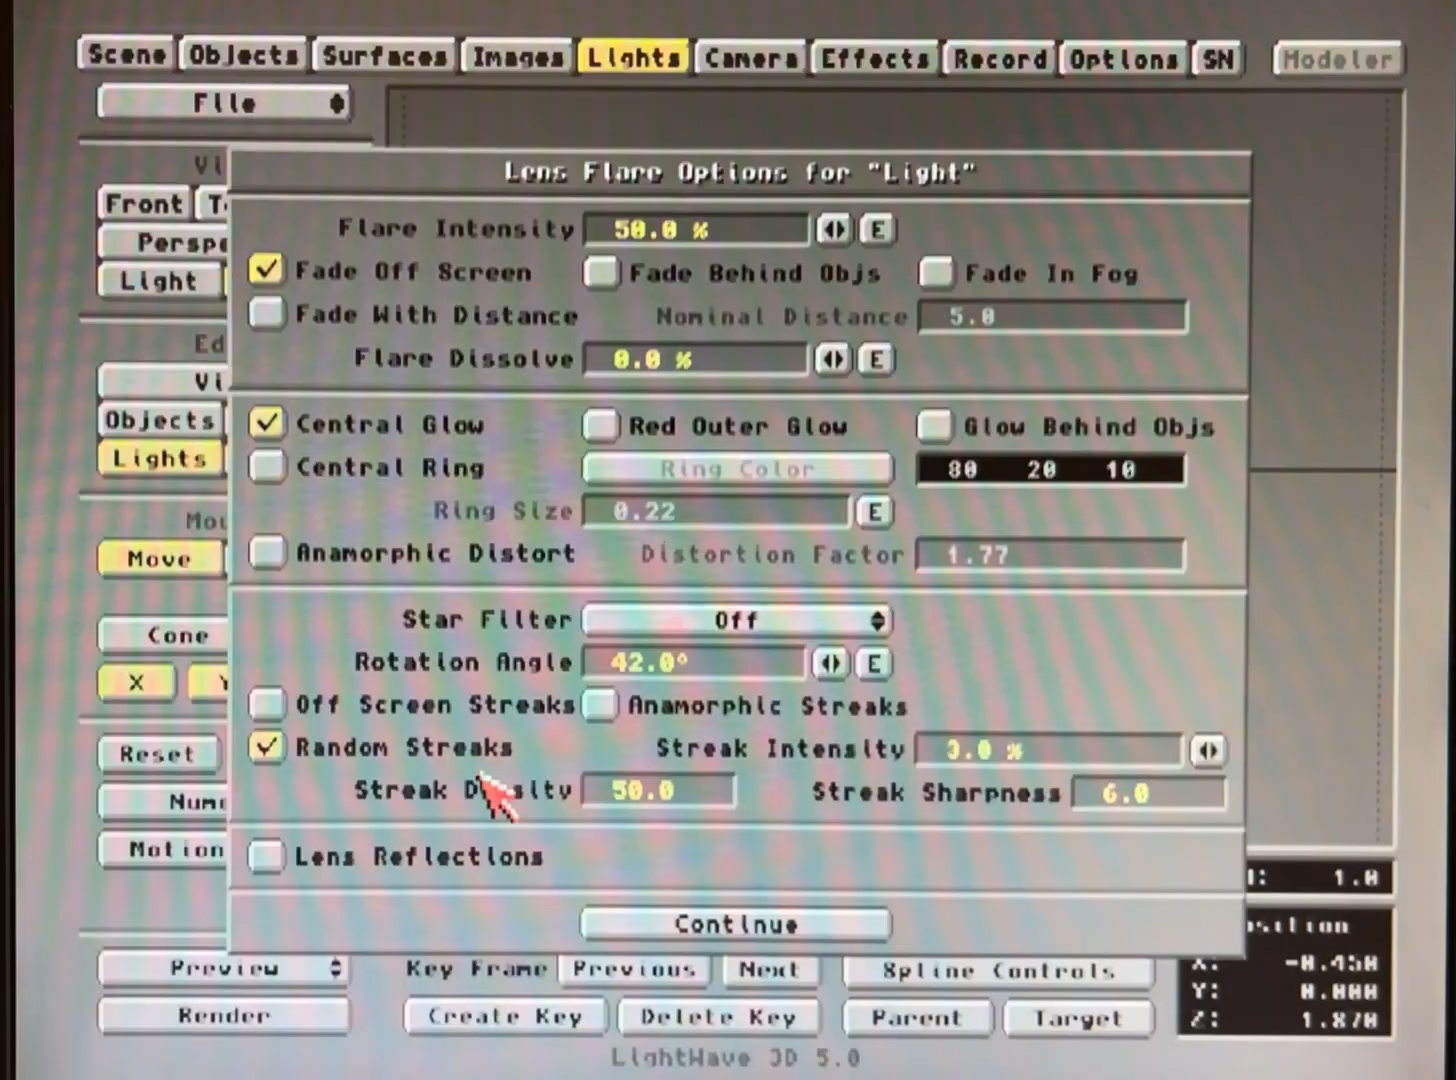 Scene Objects Surfaces Images Lights Camera Effects Record Options SN Modeler
File
Lens Flare Options for "Light"
Front
Flare Intensity 50.0 % E
Fade Off Screen Fade Behind Objs Fade In Fog
Light
Fade With Distance Nominal Distance 5.0
Flare Dissolve 0.0 % E
Objects
Central Glow Red Outer Glow Glow Behind Objs
Lights
Central Ring Ring Color 80 20 10
Ring Size 0.22 E
Move
Anamorphic Distort Distortion Factor 1.77
Cone
Star Filter Off
X
Rotation Angle 42.0° E
Off Screen Streaks Anamorphic Streaks
Reset
Random Streaks Streak Intensity 3.0 %
Streak 50.0 Streak Sharpness 6.0
Motion
Lens Reflections
1.0
Continue
Preview Key Frame Previous Next Spline Controls
X: -0.450
Y: 0.000
Z: 1.870
Render Create Key Delete Key Parent Target
LightWave 3D 5.0